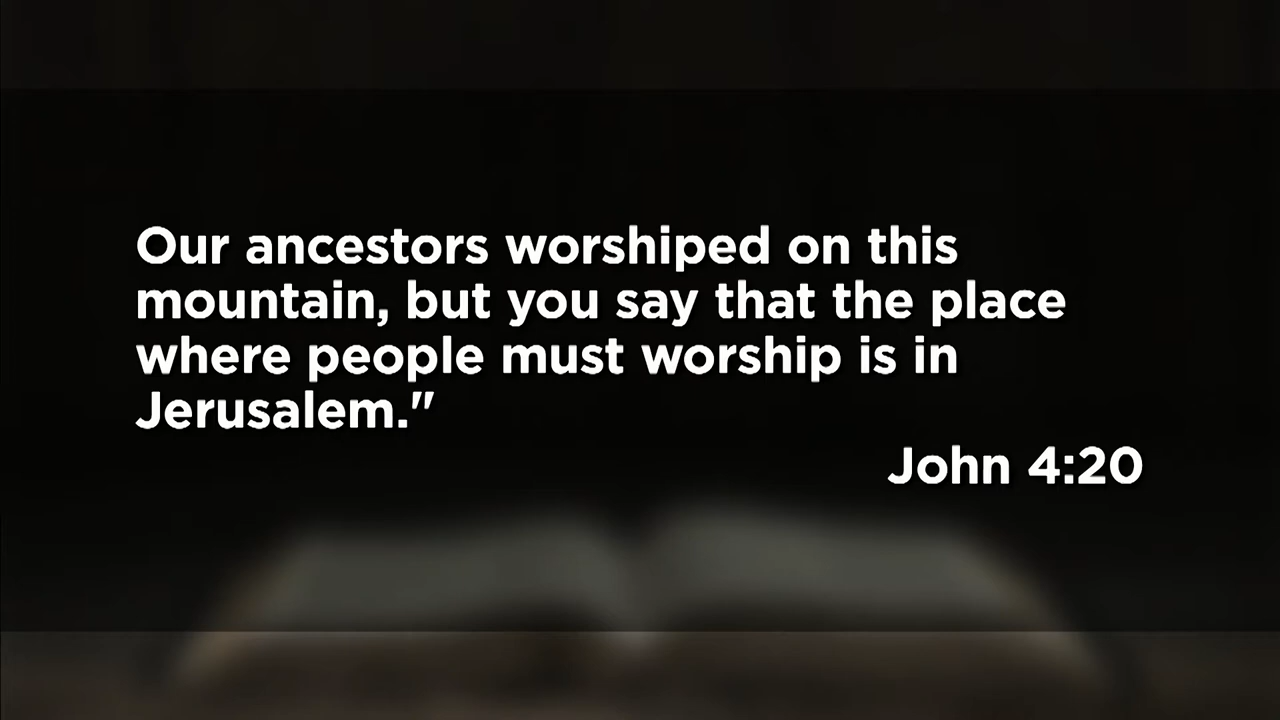 Our ancestors worshiped on this
mountain, but you say that the place
where people must worship is in
Jerusalem."
John 4:20